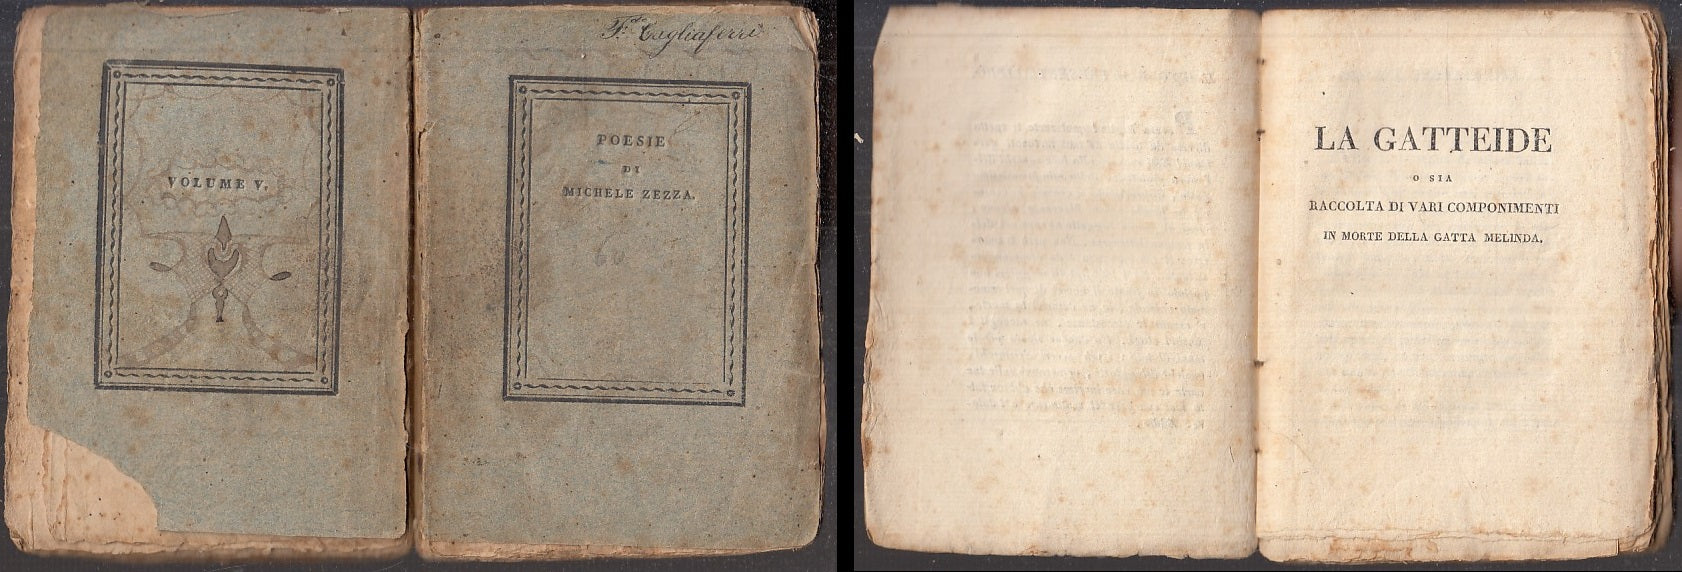 VOLUME V.
F.do Tagliaferri
POESIE
DI
MICHELE ZEZZA.
60
LA GATTEIDE
O SIA
RACCOLTA DI VARI COMPONIMENTI
IN MORTE DELLA GATTA MELINDA.